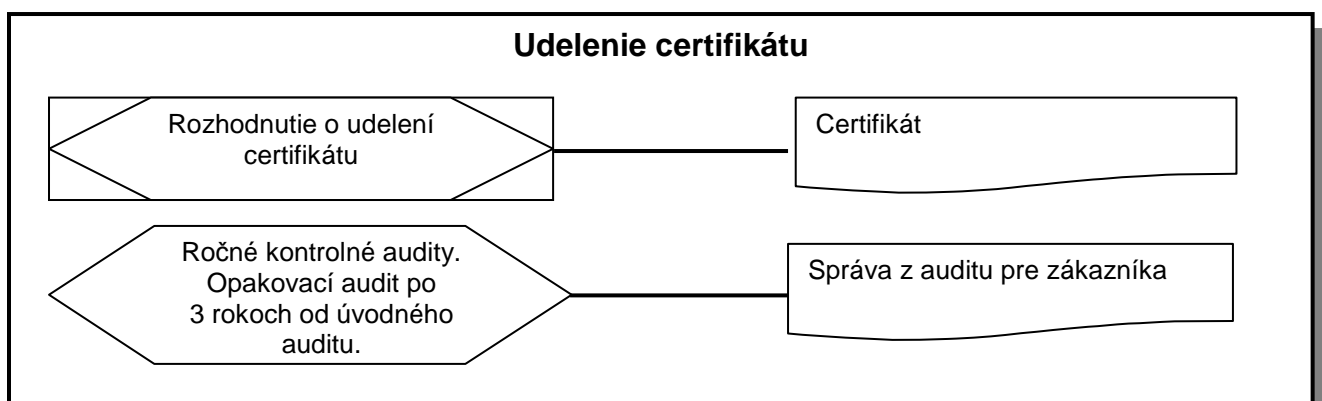 Udelenie certifikátu
Rozhodnutie o udelení
certifikátu
Certifikát
Ročné kontrolné audity.
Opakovací audit po
3 rokoch od úvodného
auditu.
Správa z auditu pre zákazníka